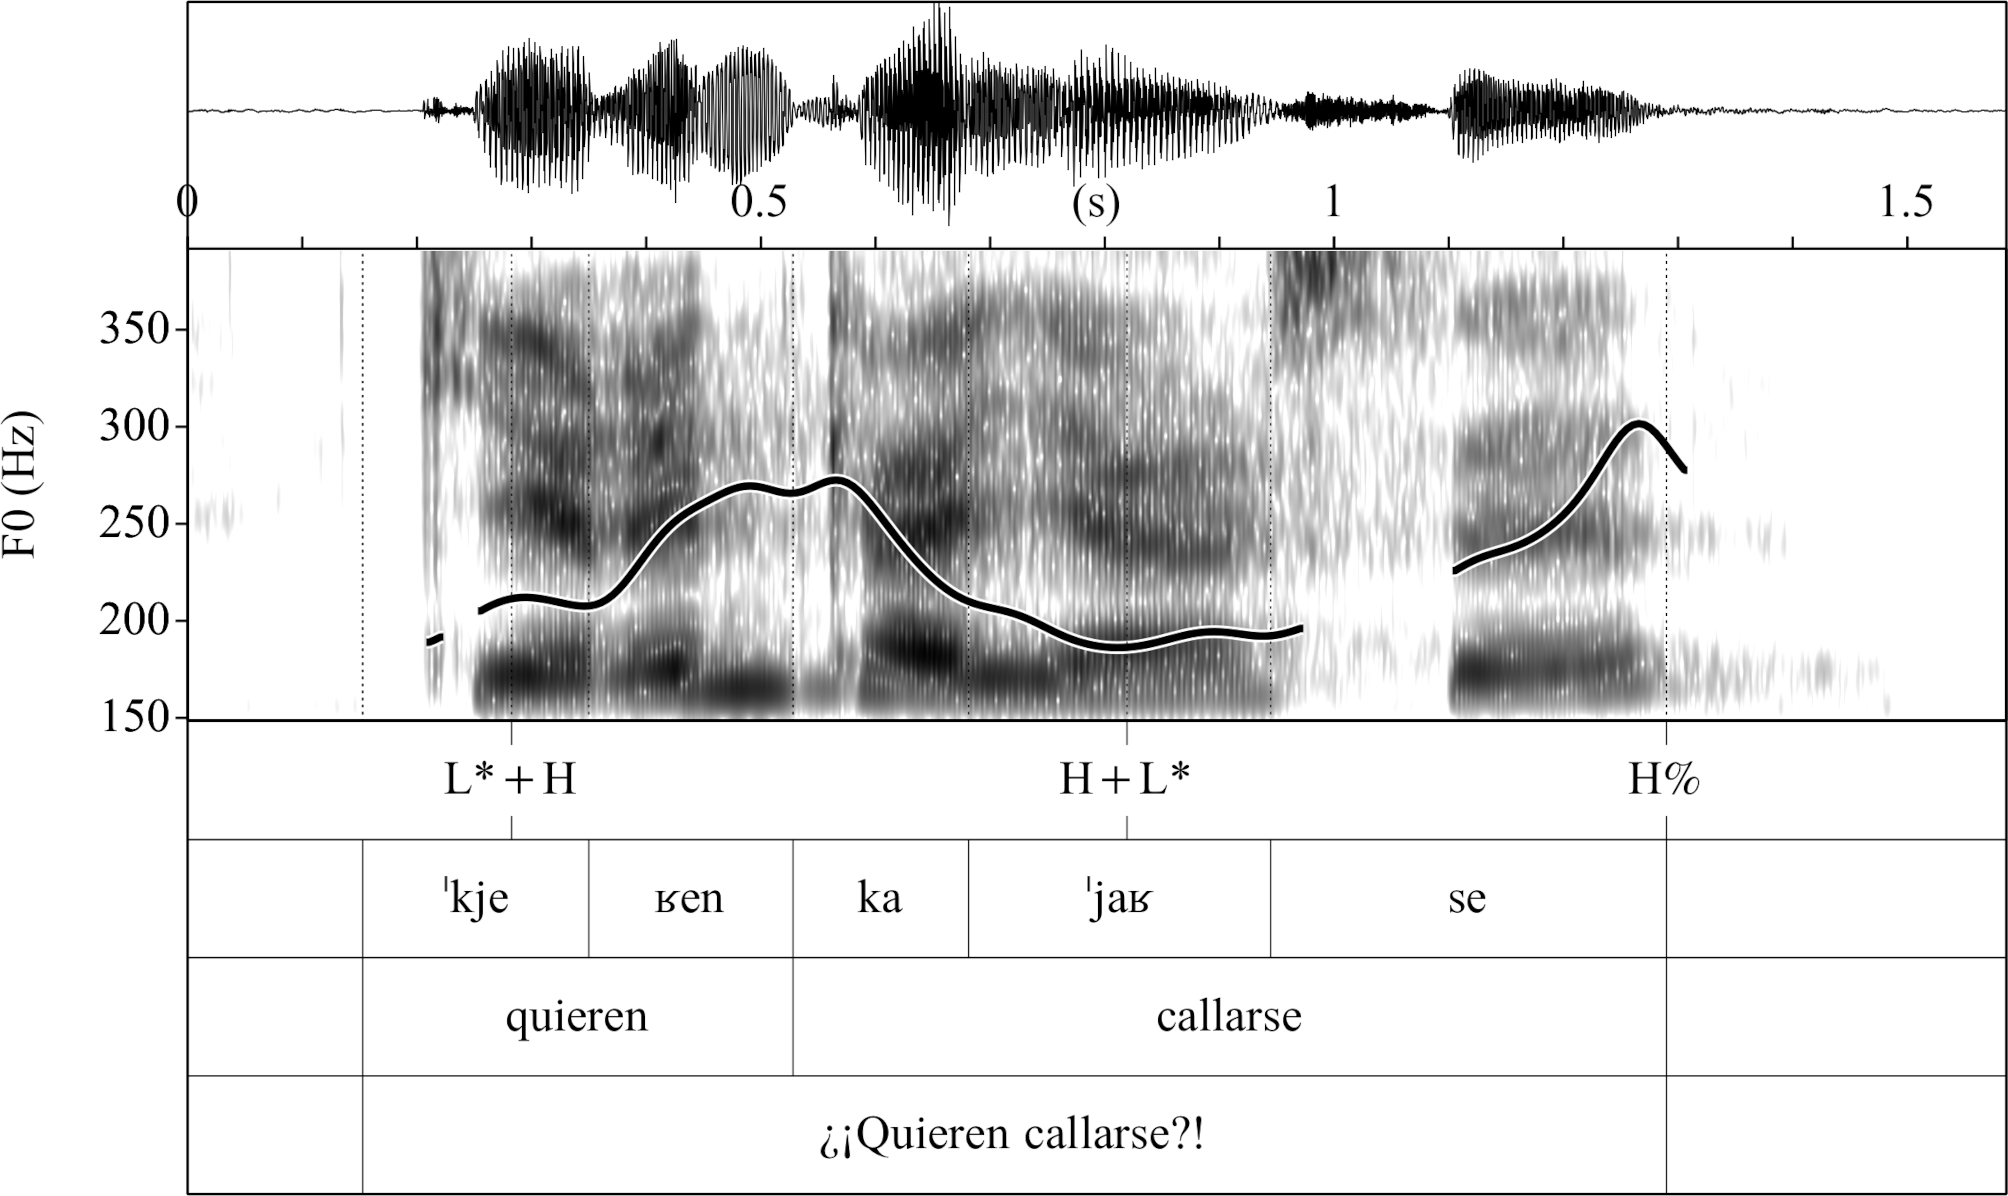 0 0.5 (s) 1 1.5
F0 (Hz)
350
300
250
200
150
L*+H H+L* H%
ˈkje ʁen ka ˈjaʁ se
quieren callarse
¿¡Quieren callarse?!